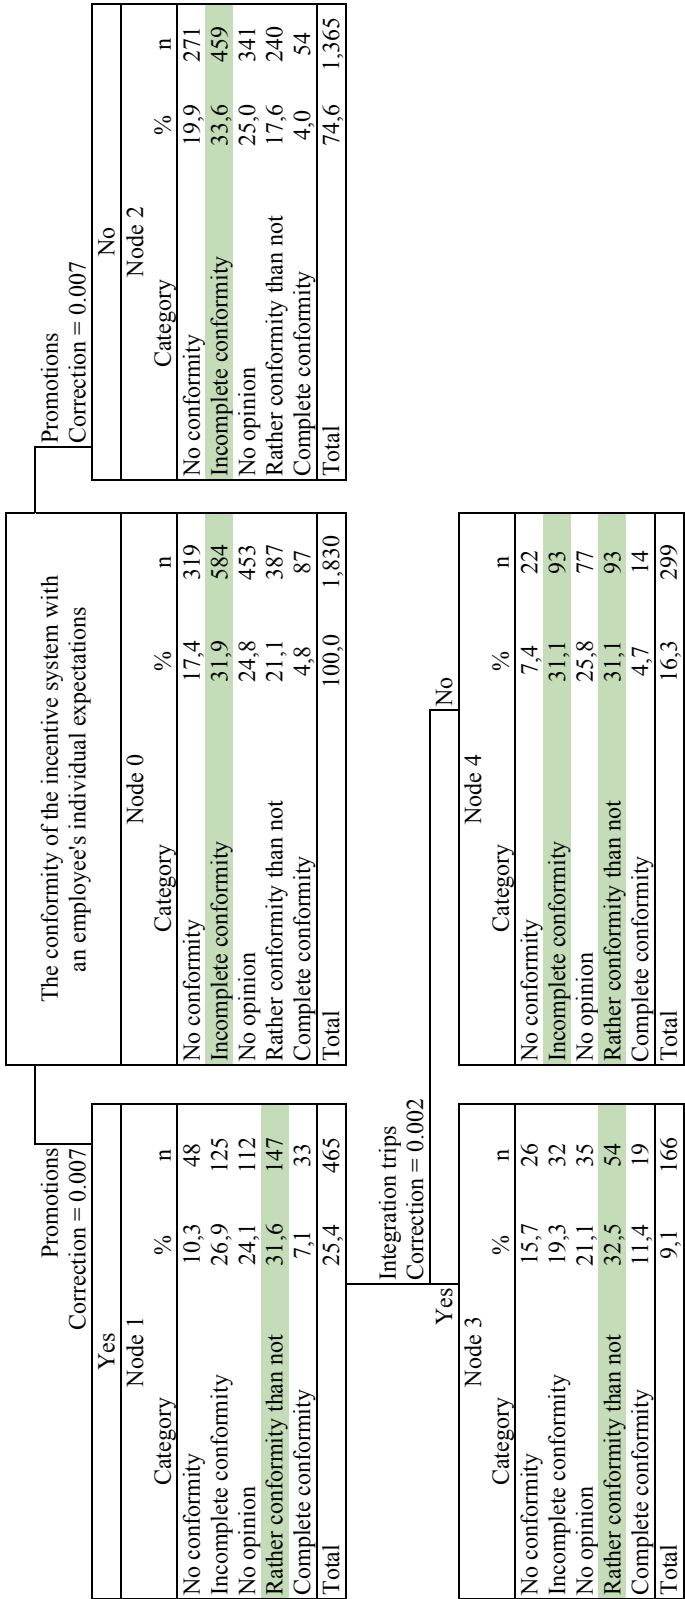 The conformity of the incentive system with
an employee's individual expectations
Node 0
Category % n
No conformity 17,4 319
Incomplete conformity 31,9 584
No opinion 24,8 453
Rather conformity than not 21,1 387
Complete conformity 4,8 87
Total 100,0 1,830
Promotions
Correction = 0.007
Yes
Node 1
Category % n
No conformity 10,3 48
Incomplete conformity 26,9 125
No opinion 24,1 112
Rather conformity than not 31,6 147
Complete conformity 7,1 33
Total 25,4 465
Promotions
Correction = 0.007
No
Node 2
Category % n
No conformity 19,9 271
Incomplete conformity 33,6 459
No opinion 25,0 341
Rather conformity than not 17,6 240
Complete conformity 4,0 54
Total 74,6 1,365
Integration trips
Correction = 0.002
Yes
Node 3
Category % n
No conformity 15,7 26
Incomplete conformity 19,3 32
No opinion 21,1 35
Rather conformity than not 32,5 54
Complete conformity 11,4 19
Total 9,1 166
No
Node 4
Category % n
No conformity 7,4 22
Incomplete conformity 31,1 93
No opinion 25,8 77
Rather conformity than not 31,1 93
Complete conformity 4,7 14
Total 16,3 299